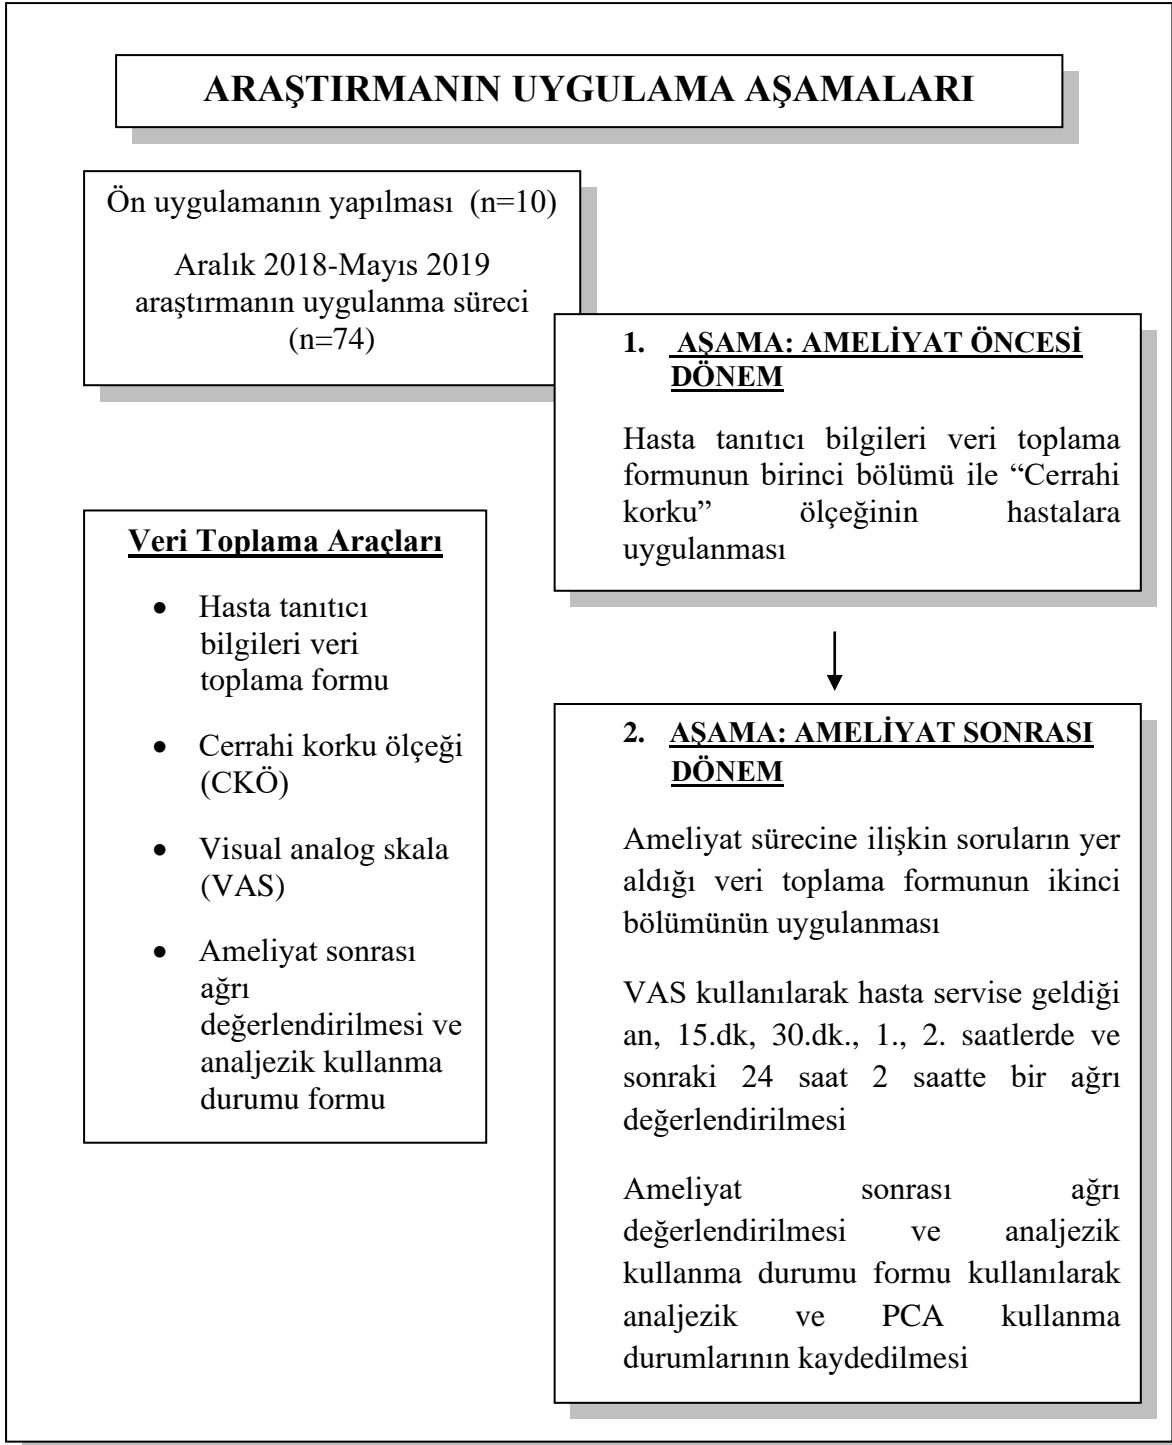 ARAŞTIRMANIN UYGULAMA AŞAMALARI
Ön uygulamanın yapılması (n=10)
Aralık 2018-Mayıs 2019
araştırmanın uygulanma süreci
(n=74)
1. AŞAMA: AMELİYAT ÖNCESİ
DÖNEM
Hasta tanıtıcı bilgileri veri toplama
formunun birinci bölümü ile “Cerrahi
korku” ölçeğinin hastalara
uygulanması
Veri Toplama Araçları
• Hasta tanıtıcı
bilgileri veri
toplama formu
• Cerrahi korku ölçeği
(CKÖ)
• Visual analog skala
(VAS)
• Ameliyat sonrası
ağrı
değerlendirilmesi ve
analjezik kullanma
durumu formu
2. AŞAMA: AMELİYAT SONRASI
DÖNEM
Ameliyat sürecine ilişkin soruların yer
aldığı veri toplama formunun ikinci
bölümünün uygulanması
VAS kullanılarak hasta servise geldiği
an, 15.dk, 30.dk., 1., 2. saatlerde ve
sonraki 24 saat 2 saatte bir ağrı
değerlendirilmesi
Ameliyat sonrası ağrı
değerlendirilmesi ve analjezik
kullanma durumu formu kullanılarak
analjezik ve PCA kullanma
durumlarının kaydedilmesi